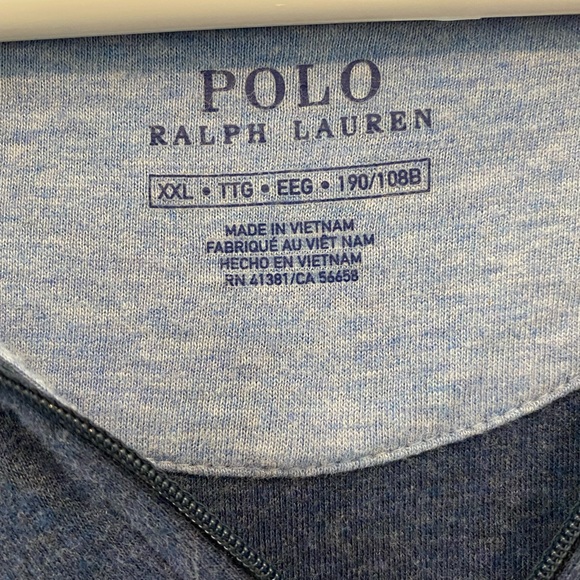 POLO
RALPH LAUREN
XXL • TTG • EEG • 190/108B
MADE IN VIETNAM
FABRIQUÉ AU VIÊT NAM
HECHO EN VIETNAM
RN 41381/CA 56658